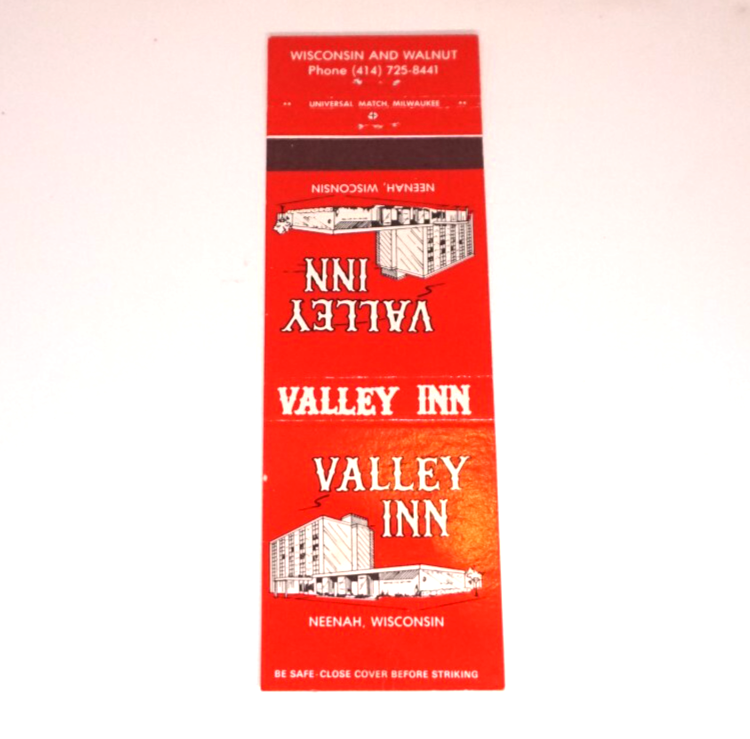 WISCONSIN AND WALNUT
Phone (414) 725-8441
UNIVERSAL MATCH, MILWAUKEE
NEENAH, WISCONSIN
VALLEY
INN
VALLEY INN
VALLEY
INN
NEENAH, WISCONSIN
BE SAFE-CLOSE COVER BEFORE STRIKING